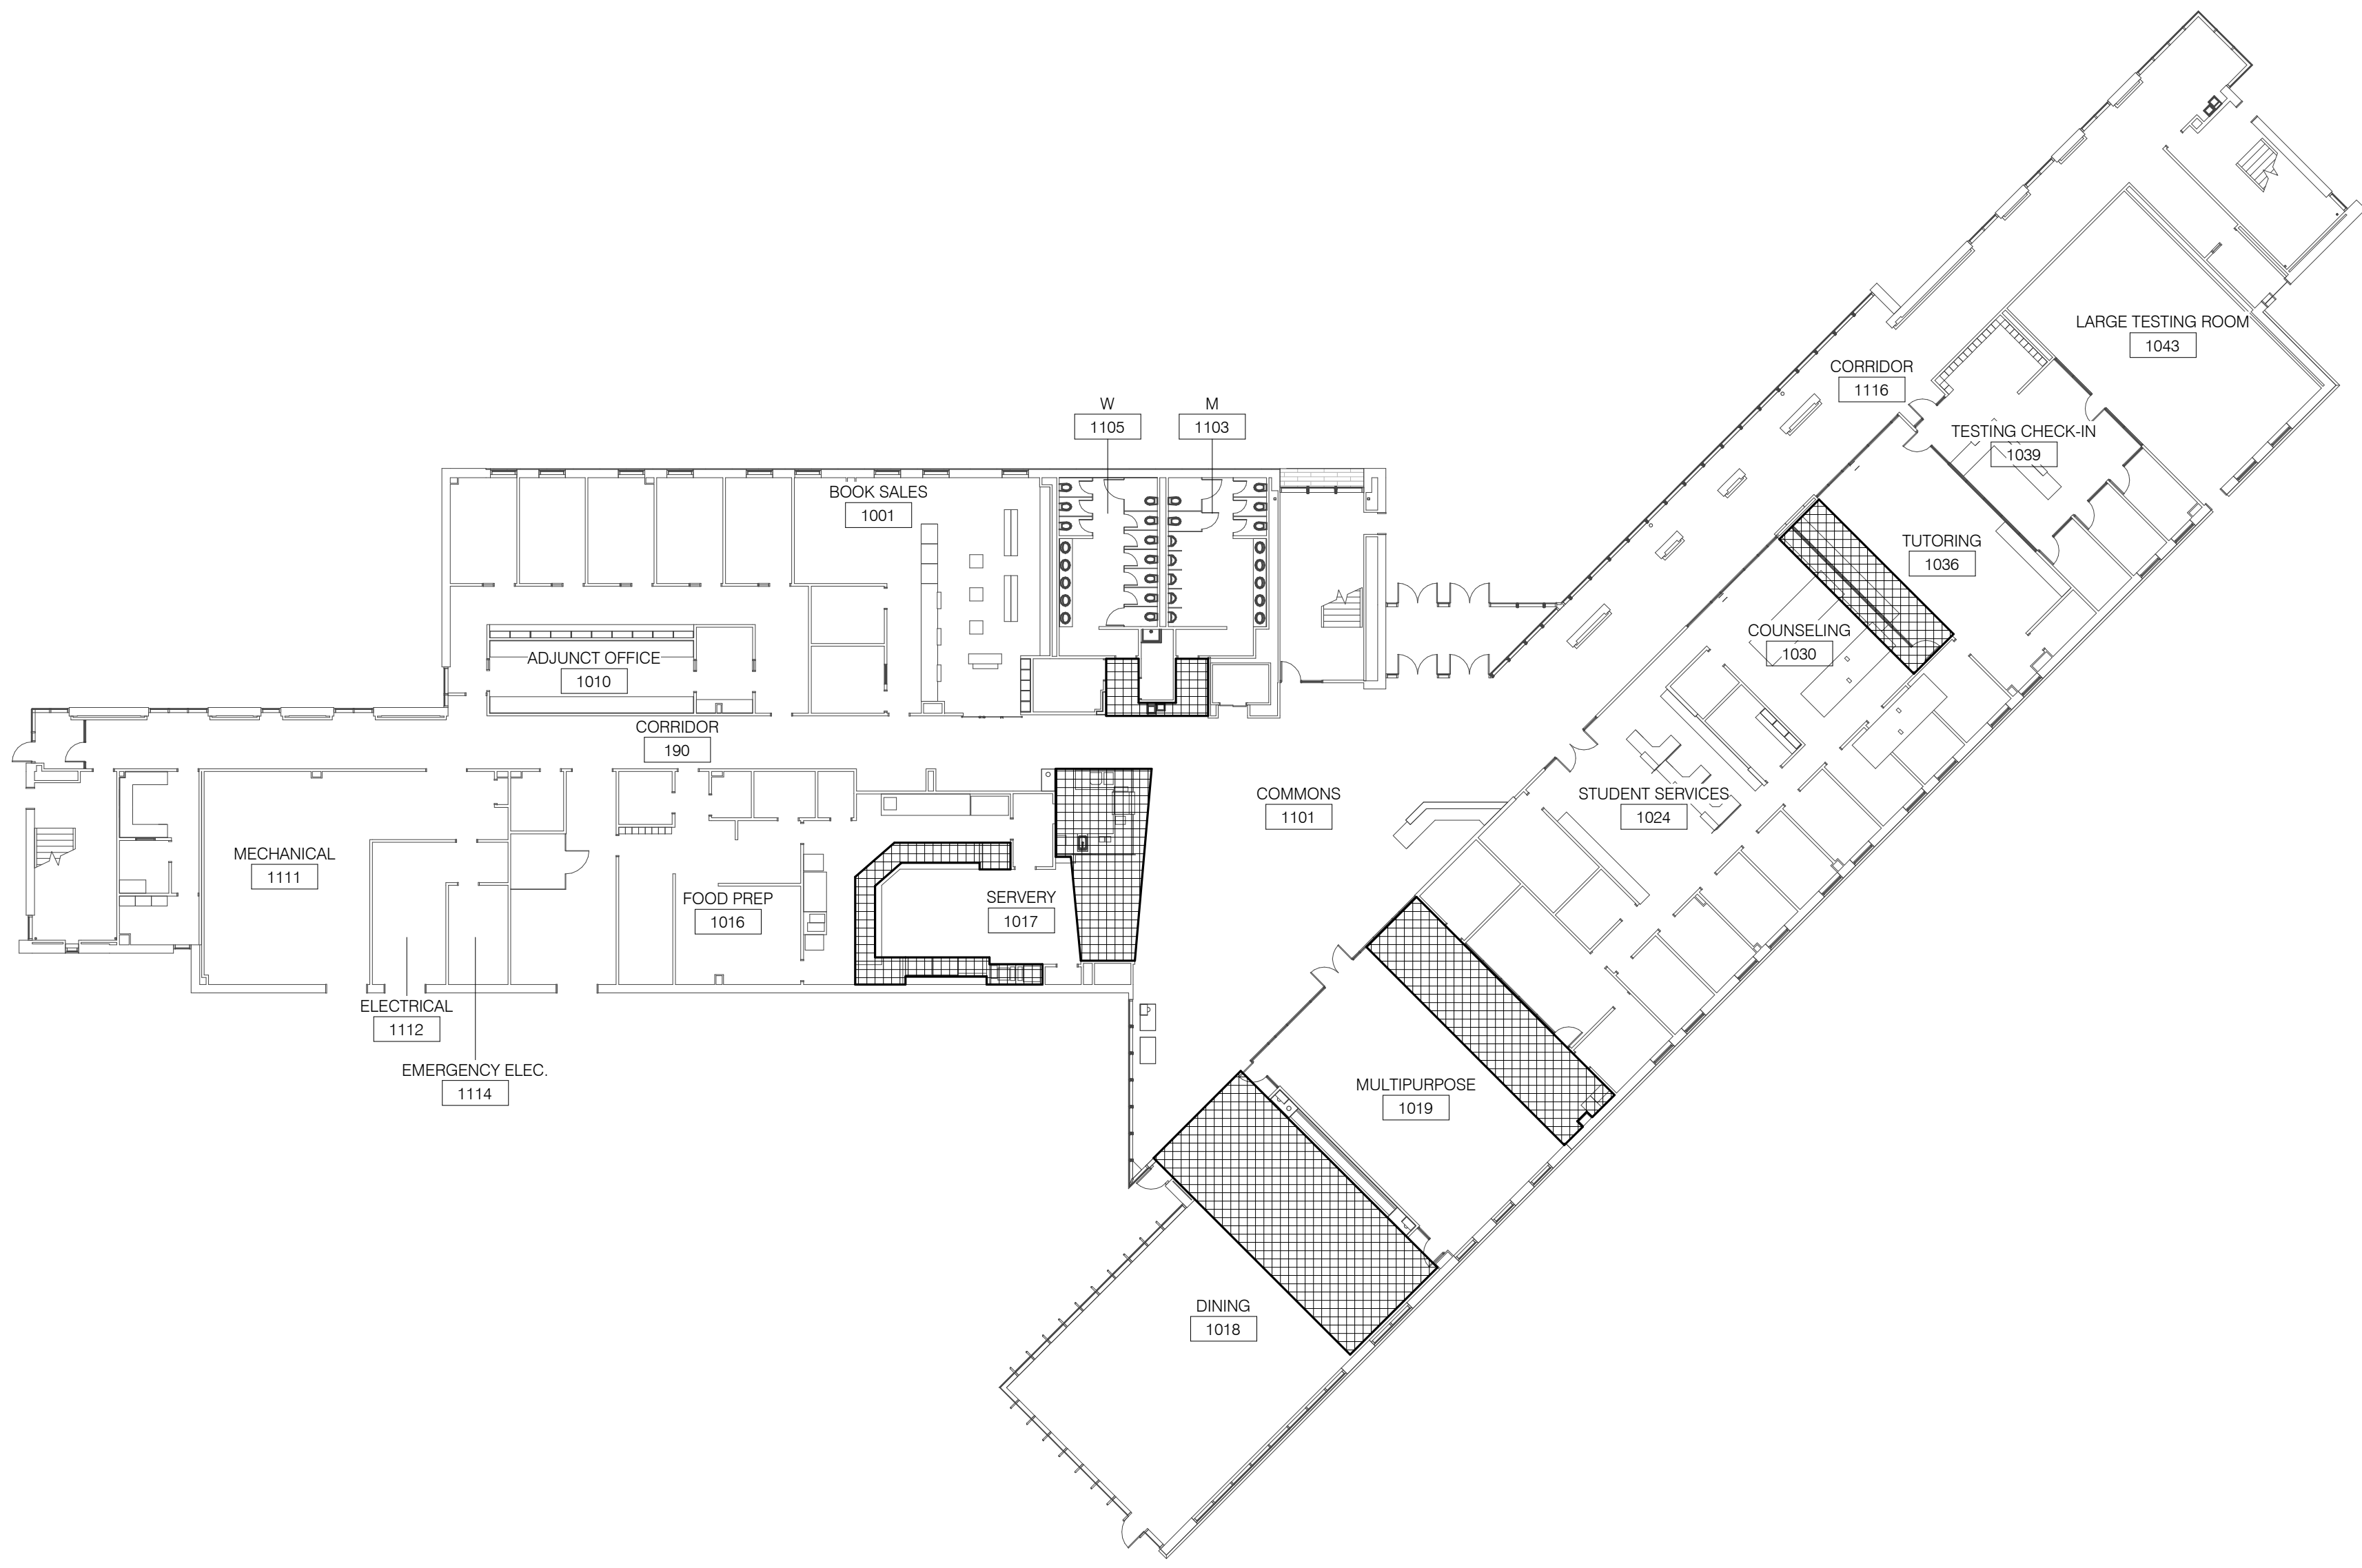 LARGE TESTING ROOM
1043
CORRIDOR
1116
W
1105
M
1103
TESTING CHECK-IN
1039
BOOK SALES
1001
TUTORING
1036
COUNSELING
1030
ADJUNCT OFFICE
1010
CORRIDOR
190
COMMONS
1101
STUDENT SERVICES
1024
MECHANICAL
1111
FOOD PREP
1016
SERVERY
1017
ELECTRICAL
1112
EMERGENCY ELEC.
1114
MULTIPURPOSE
1019
DINING
1018